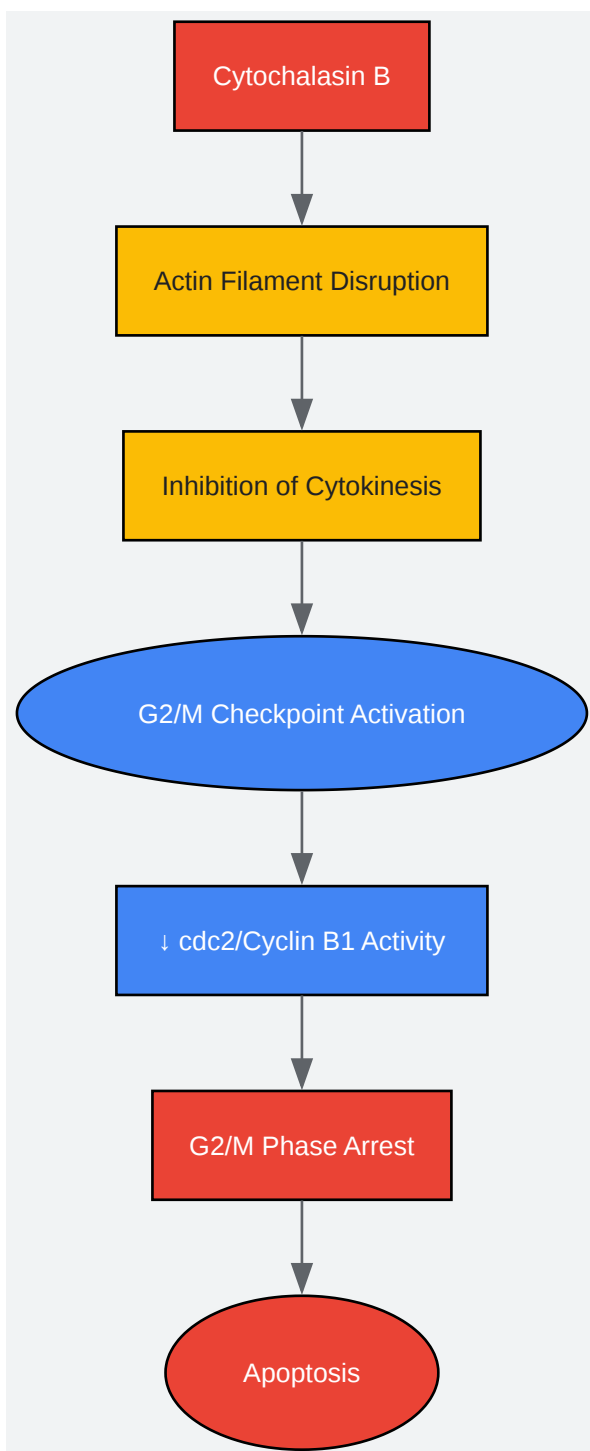 Cytochalasin B
Actin Filament Disruption
Inhibition of Cytokinesis
G2/M Checkpoint Activation
↓ cdc2/Cyclin B1 Activity
G2/M Phase Arrest
Apoptosis